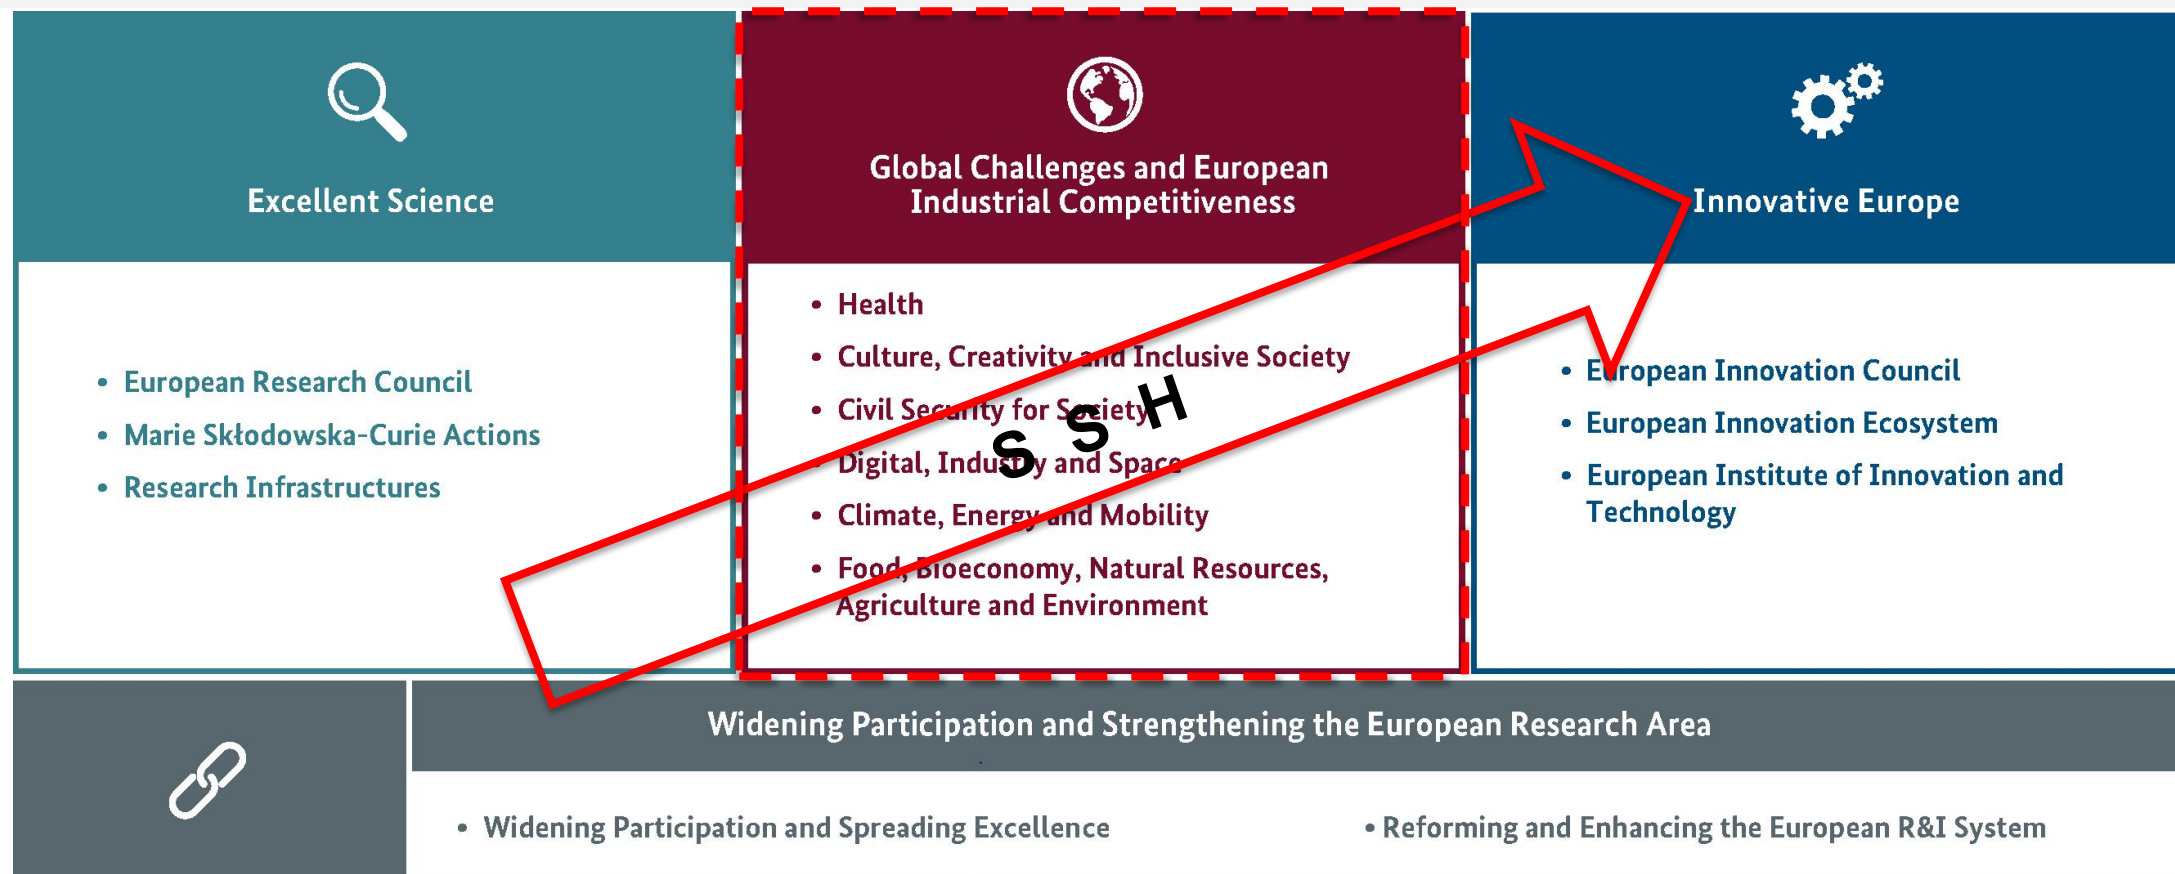 Excellent Science
• European Research Council
• Marie Skłodowska-Curie Actions
• Research Infrastructures
Global Challenges and European
Industrial Competitiveness
• Health
• Culture, Creativity and Inclusive Society
• Civil Security for Society
• Digital, Industry and Space
• Climate, Energy and Mobility
• Food, Bioeconomy, Natural Resources,
Agriculture and Environment
S S H
Innovative Europe
• European Innovation Council
• European Innovation Ecosystem
• European Institute of Innovation and
Technology
Widening Participation and Strengthening the European Research Area
• Widening Participation and Spreading Excellence
• Reforming and Enhancing the European R&I System